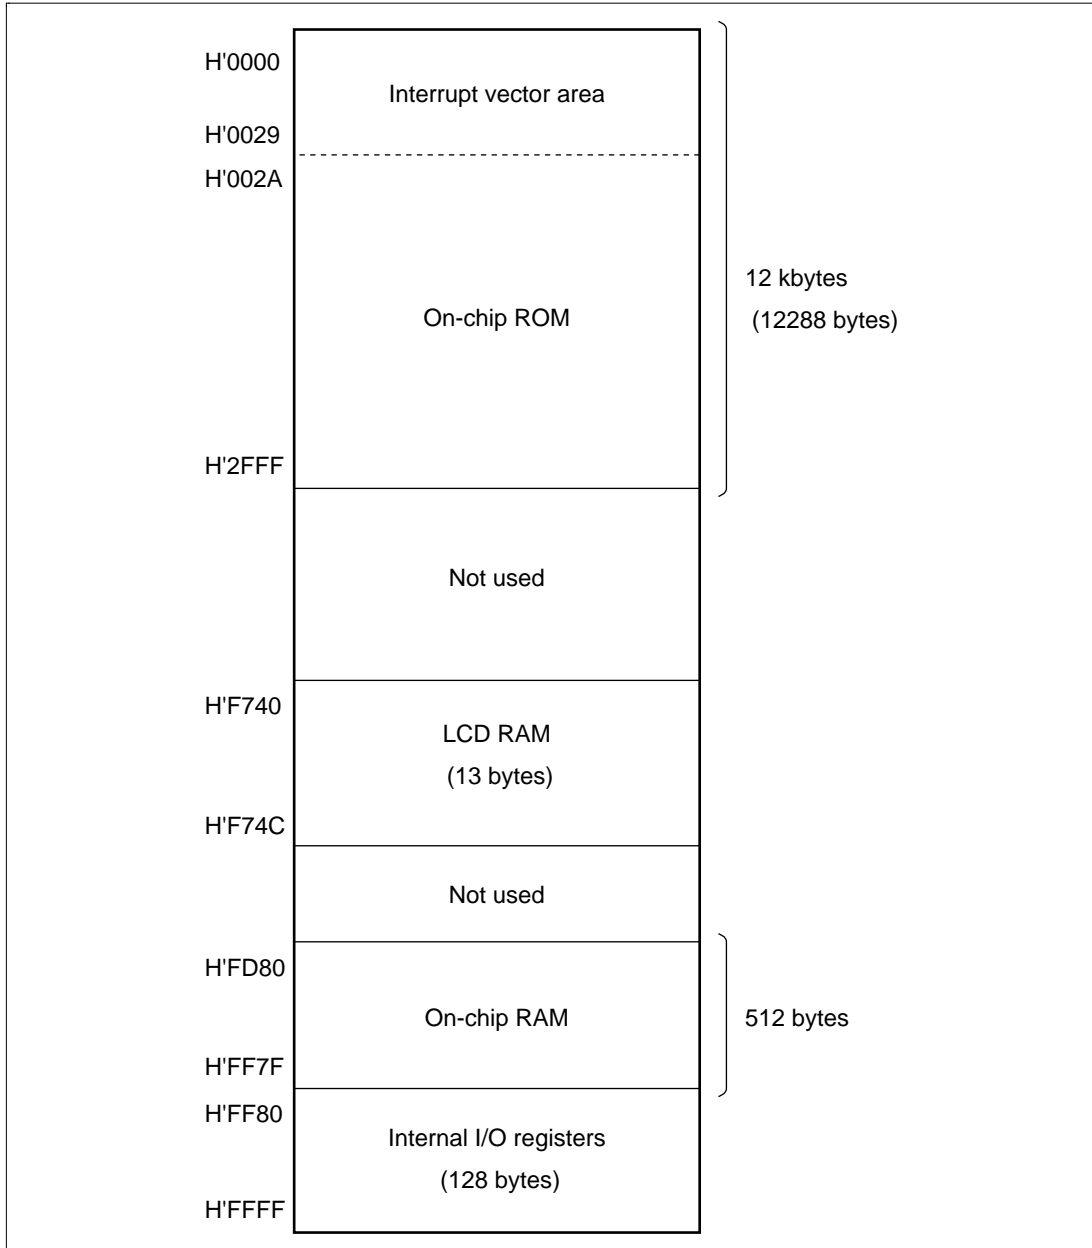 H'0000
Interrupt vector area
H'0029
H'002A
12 kbytes
On-chip ROM
(12288 bytes)
H'2FFF
Not used
H'F740
LCD RAM
(13 bytes)
H'F74C
Not used
H'FD80
On-chip RAM
512 bytes
H'FF7F
H'FF80
Internal I/O registers
(128 bytes)
H'FFFF